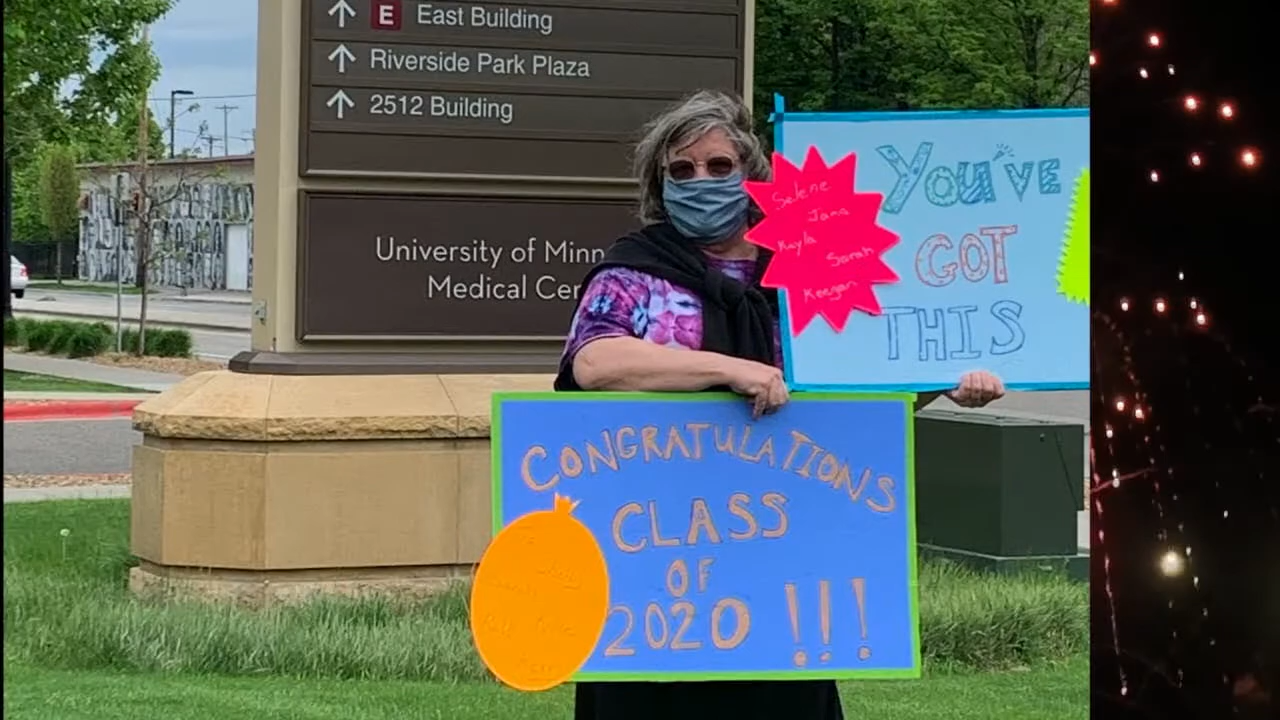 E East Building
Riverside Park Plaza
2512 Building
University of Minn
Medical Cen
YOU'VE
GOT
THIS
Selene
Jana
Kayla
Sarah
Keegan
CONGRATULATIONS
CLASS
OF
2020 !!!